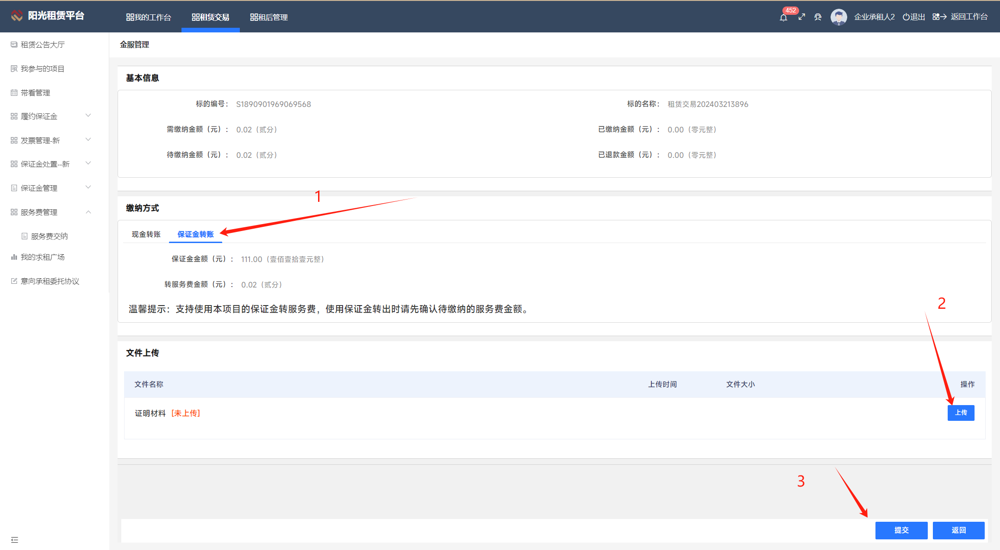 阳光租赁平台
我的工作台
租赁交易
租后管理
452
企业承租人2
退出
返回工作台
租赁公告大厅
我参与的项目
带看管理
履约保证金
发票管理-新
保证金处置--新
保证金管理
服务费管理
服务费交纳
我的求租广场
意向承租委托协议
金服管理
基本信息
标的编号： S1890901969069568
标的名称： 租赁交易202403213896
需缴纳金额（元）： 0.02（贰分）
已缴纳金额（元）： 0.00（零元整）
待缴纳金额（元）： 0.02（贰分）
已退款金额（元）： 0.00（零元整）
1
缴纳方式
现金转账 保证金转账
保证金金额（元）： 111.00（壹佰壹拾壹元整）
转服务费金额（元）： 0.02（贰分）
温馨提示：支持使用本项目的保证金转服务费，使用保证金转出时请先确认待缴纳的服务费金额。
2
文件上传
文件名称 上传时间 文件大小 操作
证明材料 [未上传] 上传
3
提交 返回